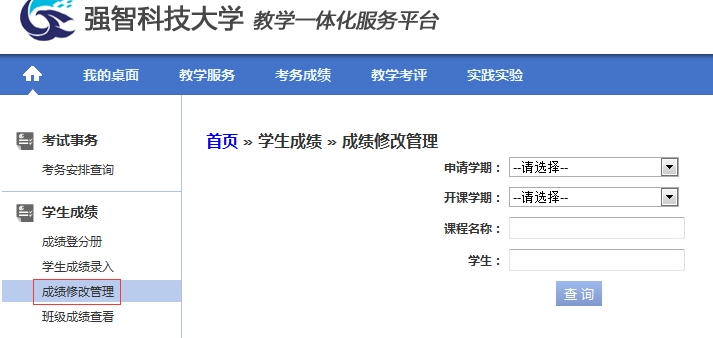 强智科技大学 教学一体化服务平台
我的桌面 教学服务 考务成绩 教学考评 实践实验
考试事务
考务安排查询
学生成绩
成绩登分册
学生成绩录入
成绩修改管理
班级成绩查看
首页 » 学生成绩 » 成绩修改管理
申请学期： --请选择--
开课学期： --请选择--
课程名称：
学生：
查 询